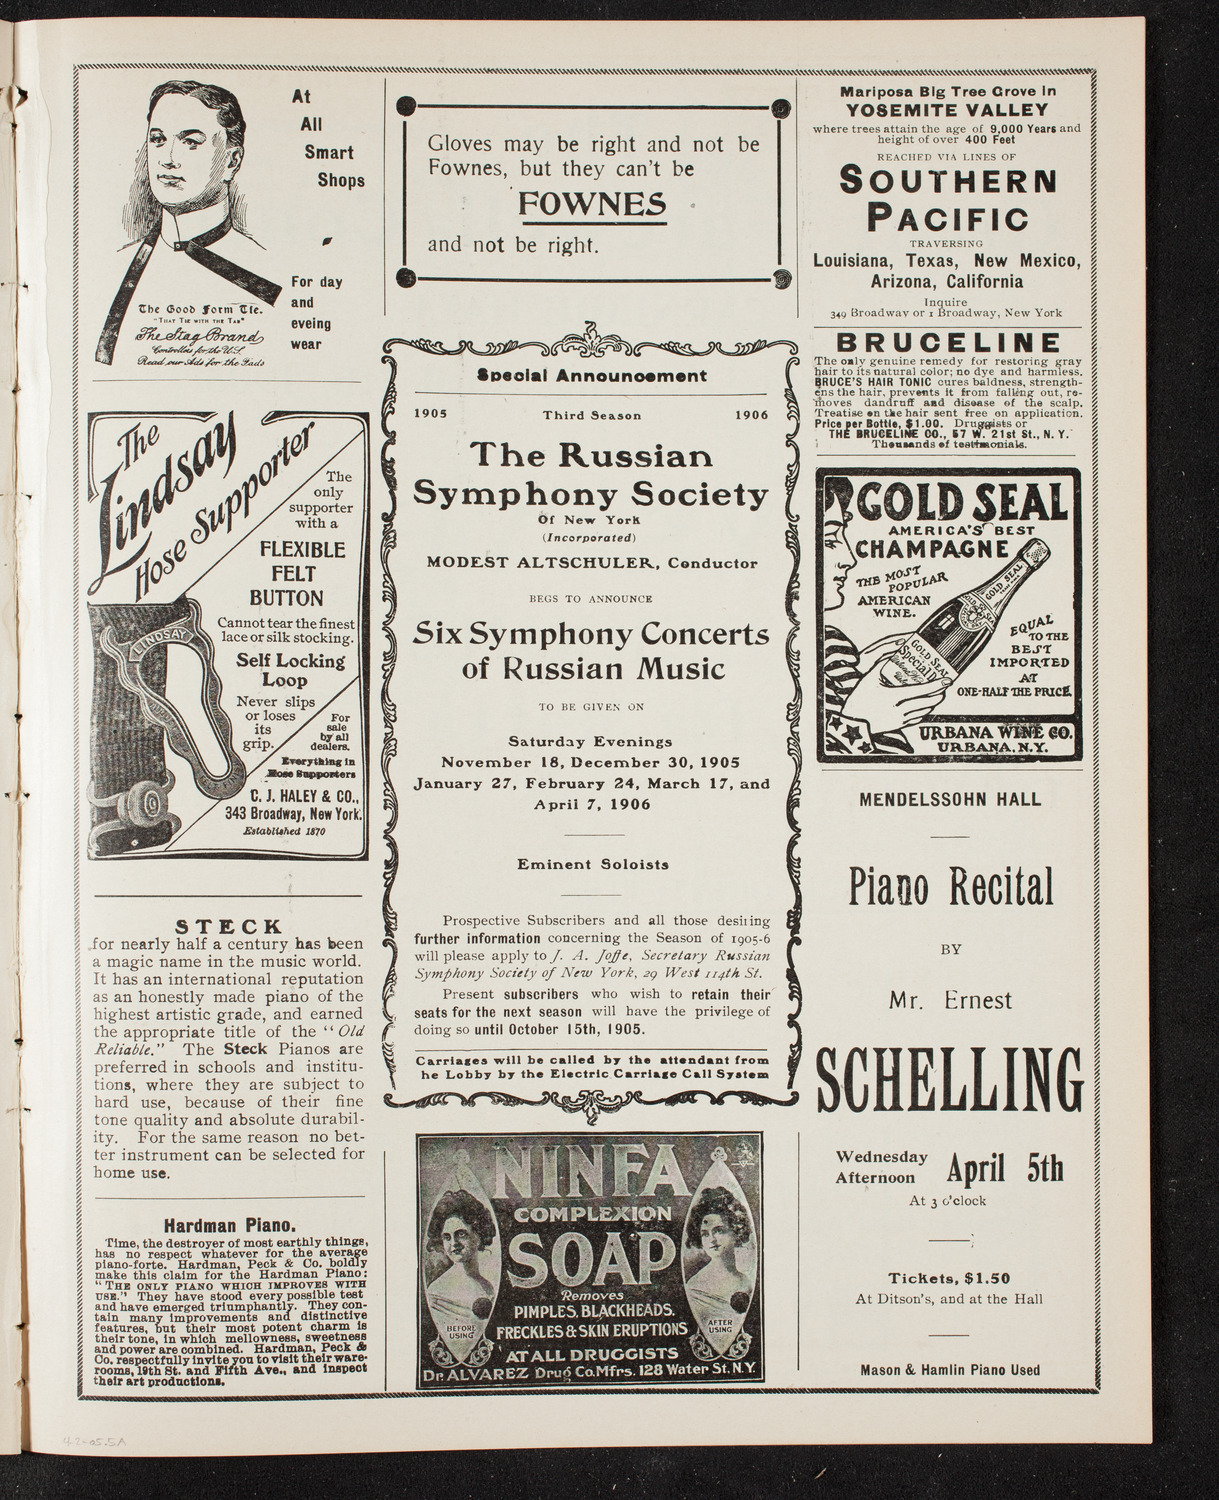 At
All
Smart
Shops
For day
and
eveing
wear
The Good Form Tie.
"That Tie with the Tab"
The Stag Brand
Controllors for the U.S.
Read our Ads for the Fads
The
Lindsay
Hose Supporter
The
only
supporter
with a
FLEXIBLE
FELT
BUTTON
Cannot tear the finest
lace or silk stocking.
Self Locking
Loop
Never slips
or loses
its
grip.
For
sale
by all
dealers.
LINDSAY
Everything in
Hose Supporters
C. J. HALEY & CO.,
343 Broadway, New York.
Established 1870
STECK
for nearly half a century has been
a magic name in the music world.
It has an international reputation
as an honestly made piano of the
highest artistic grade, and earned
the appropriate title of the "Old
Reliable." The Steck Pianos are
preferred in schools and institu-
tions, where they are subject to
hard use, because of their fine
tone quality and absolute durabil-
ity. For the same reason no bet-
ter instrument can be selected for
home use.
Hardman Piano.
Time, the destroyer of most earthly things,
has no respect whatever for the average
piano-forte. Hardman, Peck & Co. boldly
make this claim for the Hardman Piano:
"THE ONLY PIANO WHICH IMPROVES WITH
USE." They have stood every possible test
and have emerged triumphantly. They con-
tain many improvements and distinctive
features, but their most potent charm is
their tone, in which mellowness, sweetness
and power are combined. Hardman, Peck &
Co. respectfully invite you to visit their ware-
rooms, 19th St. and Fifth Ave., and inspect
their art productions.
Gloves may be right and not be
Fownes, but they can't be
FOWNES
and not be right.
Special Announcement
1905 Third Season 1906
The Russian
Symphony Society
Of New York
(Incorporated)
MODEST ALTSCHULER, Conductor
BEGS TO ANNOUNCE
Six Symphony Concerts
of Russian Music
TO BE GIVEN ON
Saturday Evenings
November 18, December 30, 1905
January 27, February 24, March 17, and
April 7, 1906
Eminent Soloists
Prospective Subscribers and all those desiring
further information concerning the Season of 1905-6
will please apply to J. A. Joffe, Secretary Russian
Symphony Society of New York, 29 West 114th St.
Present subscribers who wish to retain their
seats for the next season will have the privilege of
doing so until October 15th, 1905.
Carriages will be called by the attendant from
he Lobby by the Electric Carriage Call System
NINFA
COMPLEXION
SOAP
Removes
PIMPLES, BLACKHEADS,
FRECKLES & SKIN ERUPTIONS
BEFORE
USING
AFTER
USING
AT ALL DRUGGISTS
Dr. ALVAREZ Drug Co. Mfrs. 128 Water St. N.Y.
Mariposa Big Tree Grove in
YOSEMITE VALLEY
where trees attain the age of 9,000 Years and
height of over 400 Feet
REACHED VIA LINES OF
SOUTHERN
PACIFIC
TRAVERSING
Louisiana, Texas, New Mexico,
Arizona, California
Inquire
349 Broadway or 1 Broadway, New York
BRUCELINE
The only genuine remedy for restoring gray
hair to its natural color; no dye and harmless.
BRUCE'S HAIR TONIC cures baldness, strength-
ens the hair, prevents it from falling out, re-
moves dandruff and disease of the scalp.
Treatise on the hair sent free on application.
Price per Bottle, $1.00. Druggists or
THE BRUCELINE CO., 57 W. 21st St., N. Y.
Thousands of testimonials.
GOLD SEAL
AMERICA'S BEST
CHAMPAGNE
THE MOST
POPULAR
AMERICAN
WINE.
GOLD SEAL
GOLD SEAL
Special Dry
EQUAL
TO THE
BEST
IMPORTED
AT
ONE-HALF THE PRICE
URBANA WINE CO.
URBANA, N.Y.
MENDELSSOHN HALL
Piano Recital
BY
Mr. Ernest
SCHELLING
Wednesday
Afternoon April 5th
At 3 o'clock
Tickets, $1.50
At Ditson's, and at the Hall
Mason & Hamlin Piano Used
4-2-05.5A